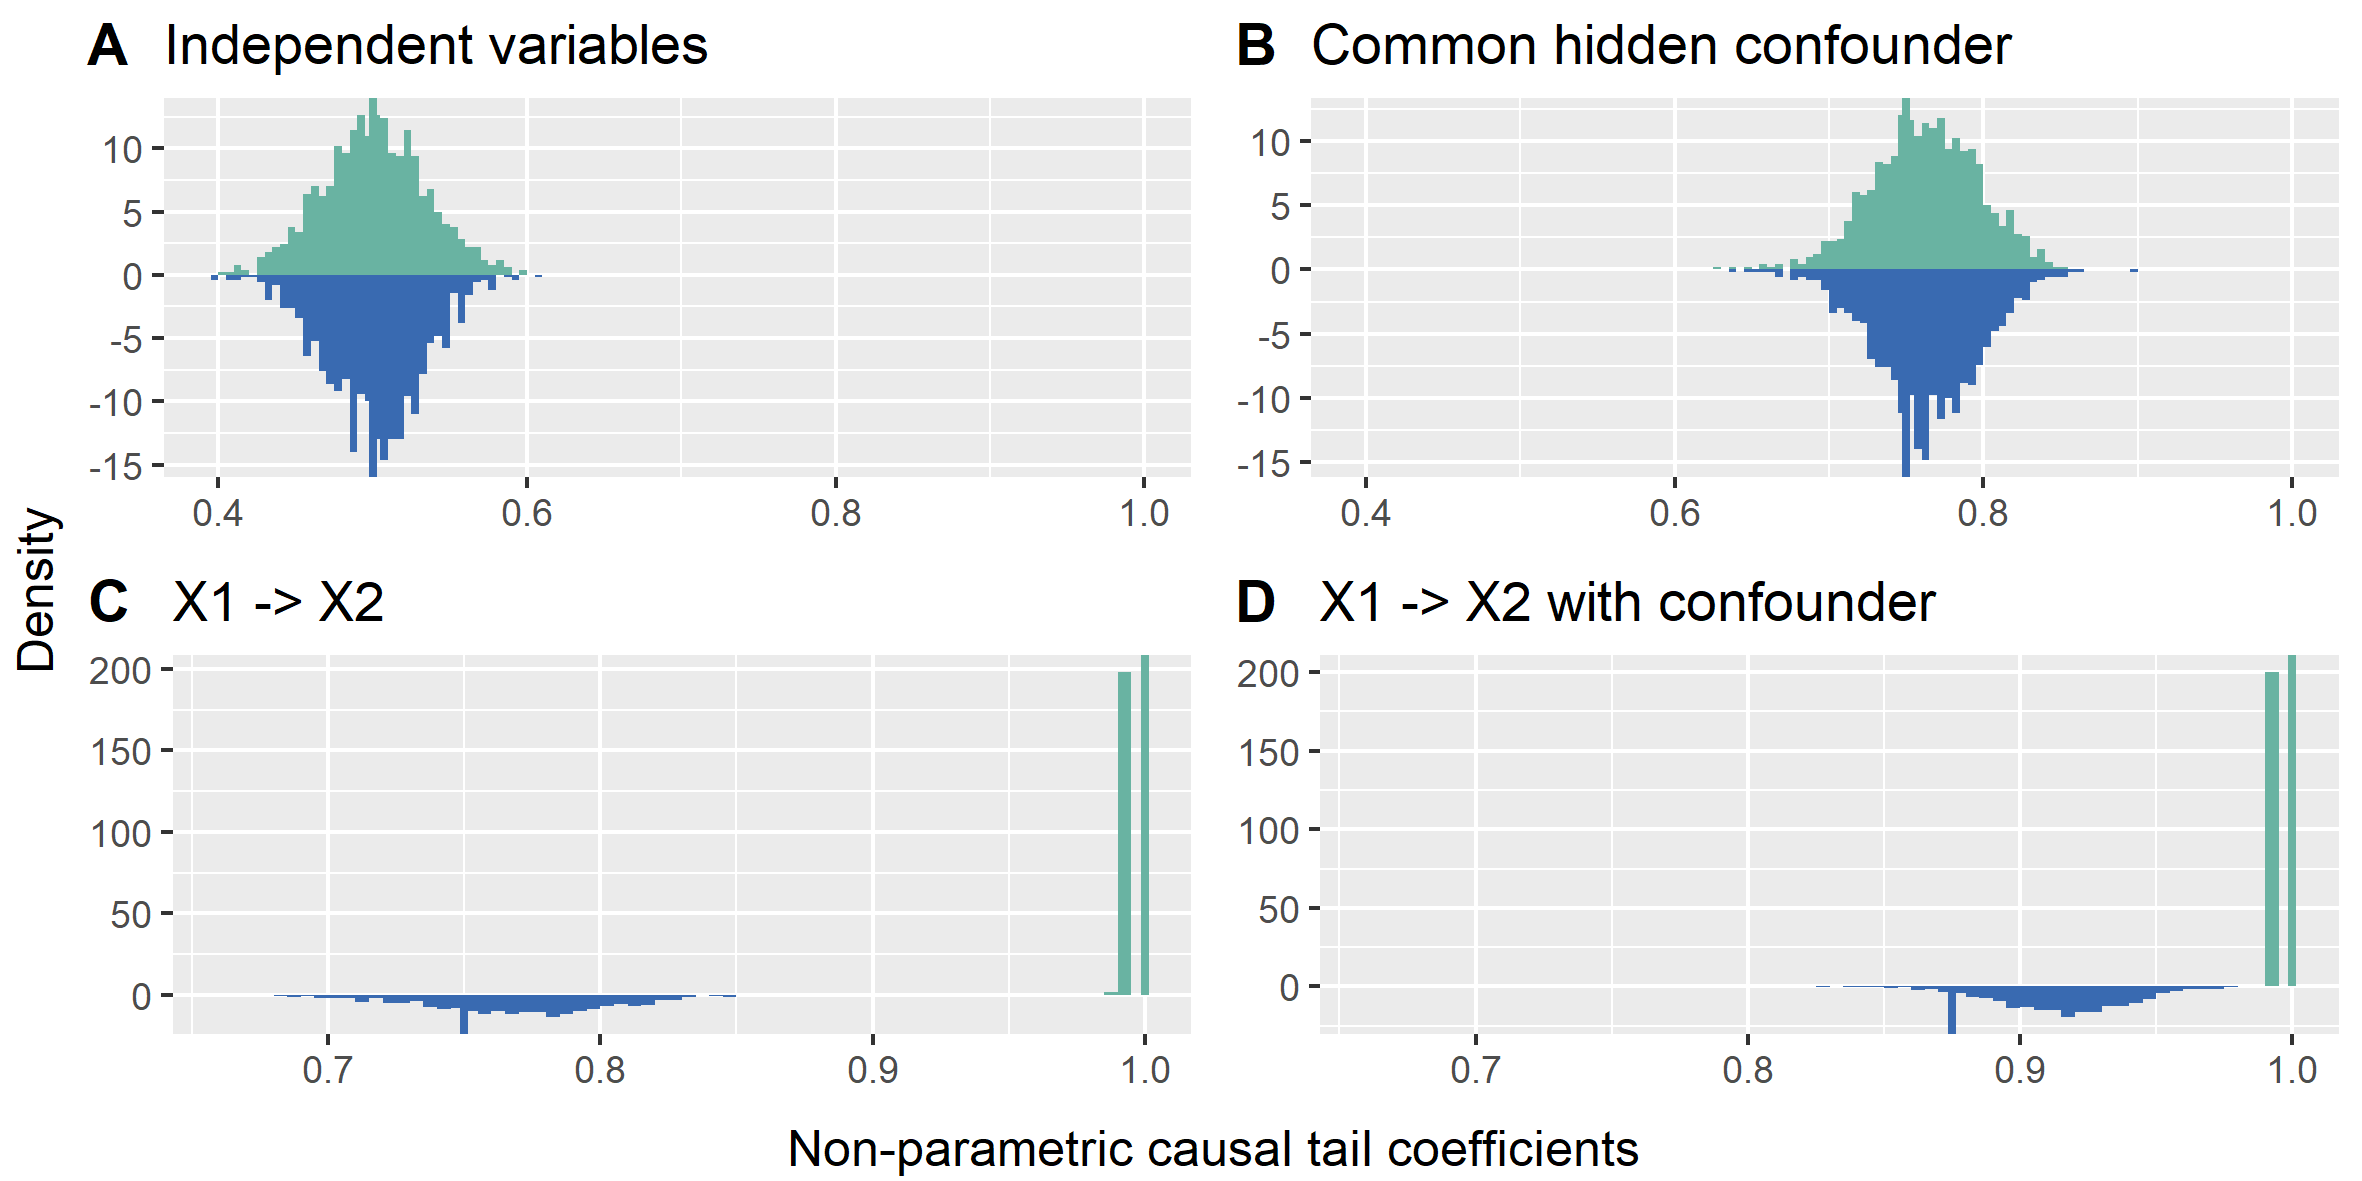 A Independent variables
10
5
0
-5
-10
-15
0.4 0.6 0.8 1.0
B Common hidden confounder
10
5
0
-5
-10
-15
0.4 0.6 0.8 1.0
Density
C X1 -> X2
200
150
100
50
0
0.7 0.8 0.9 1.0
D X1 -> X2 with confounder
200
150
100
50
0
0.7 0.8 0.9 1.0
Non-parametric causal tail coefficients